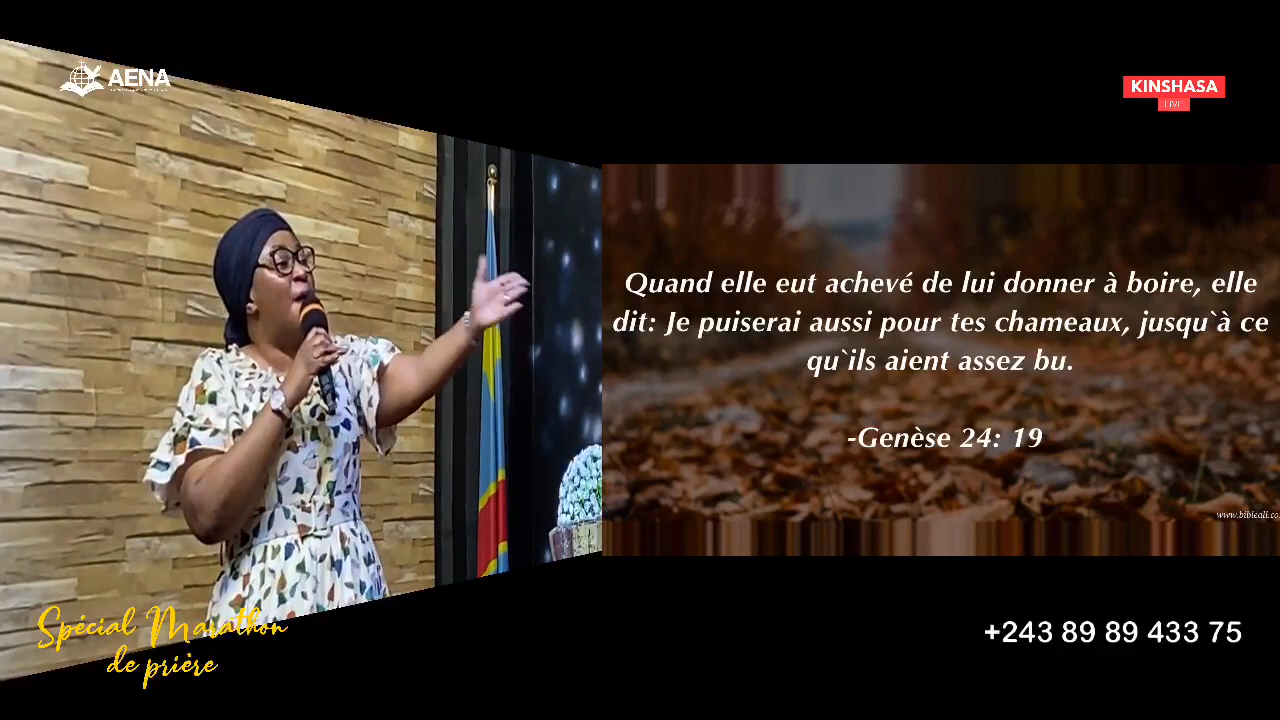 AENA
KINSHASA
LIVE
Quand elle eut achevé de lui donner à boire, elle
dit: Je puiserai aussi pour tes chameaux, jusqu`à ce
qu`ils aient assez bu.
-Genèse 24: 19
Spécial Marathon
de prière
+243 89 89 433 75